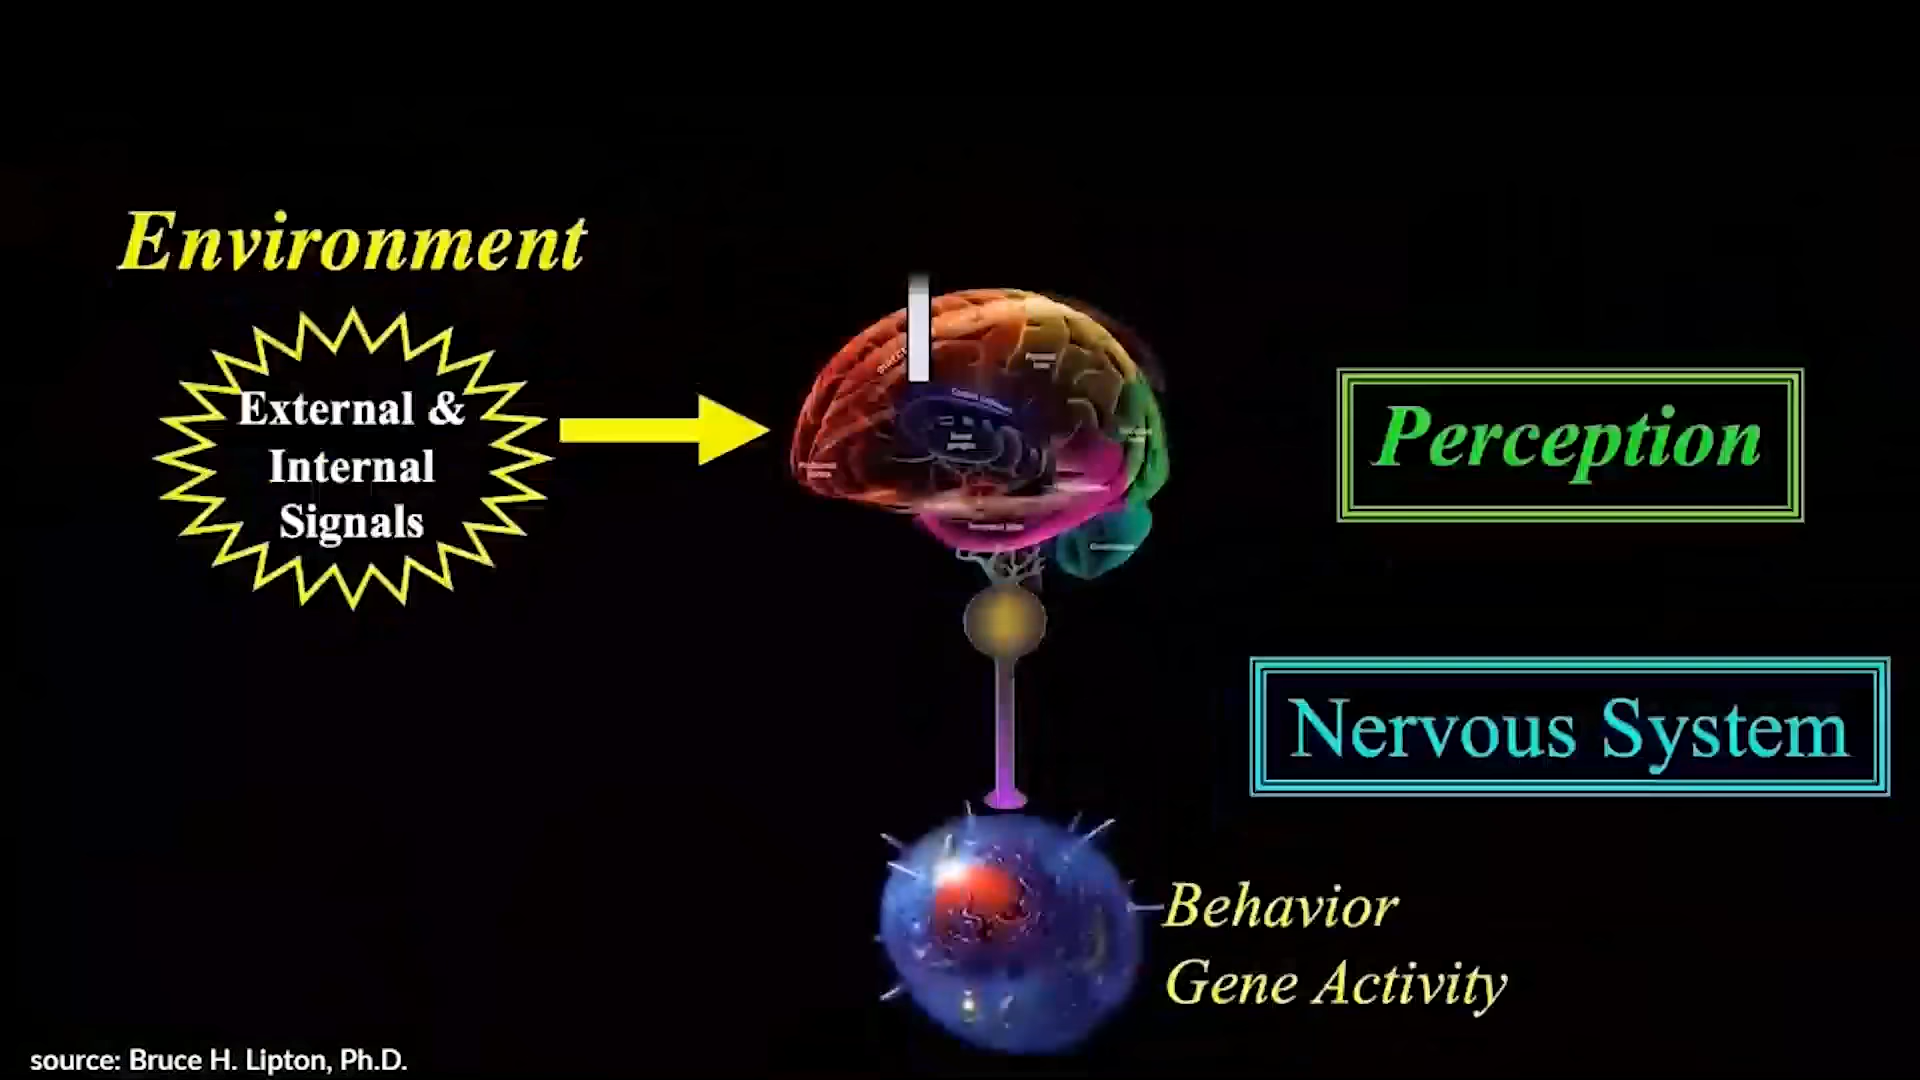 Environment
External &
Internal
Signals
Perception
Nervous System
Behavior
Gene Activity
source: Bruce H. Lipton, Ph.D.